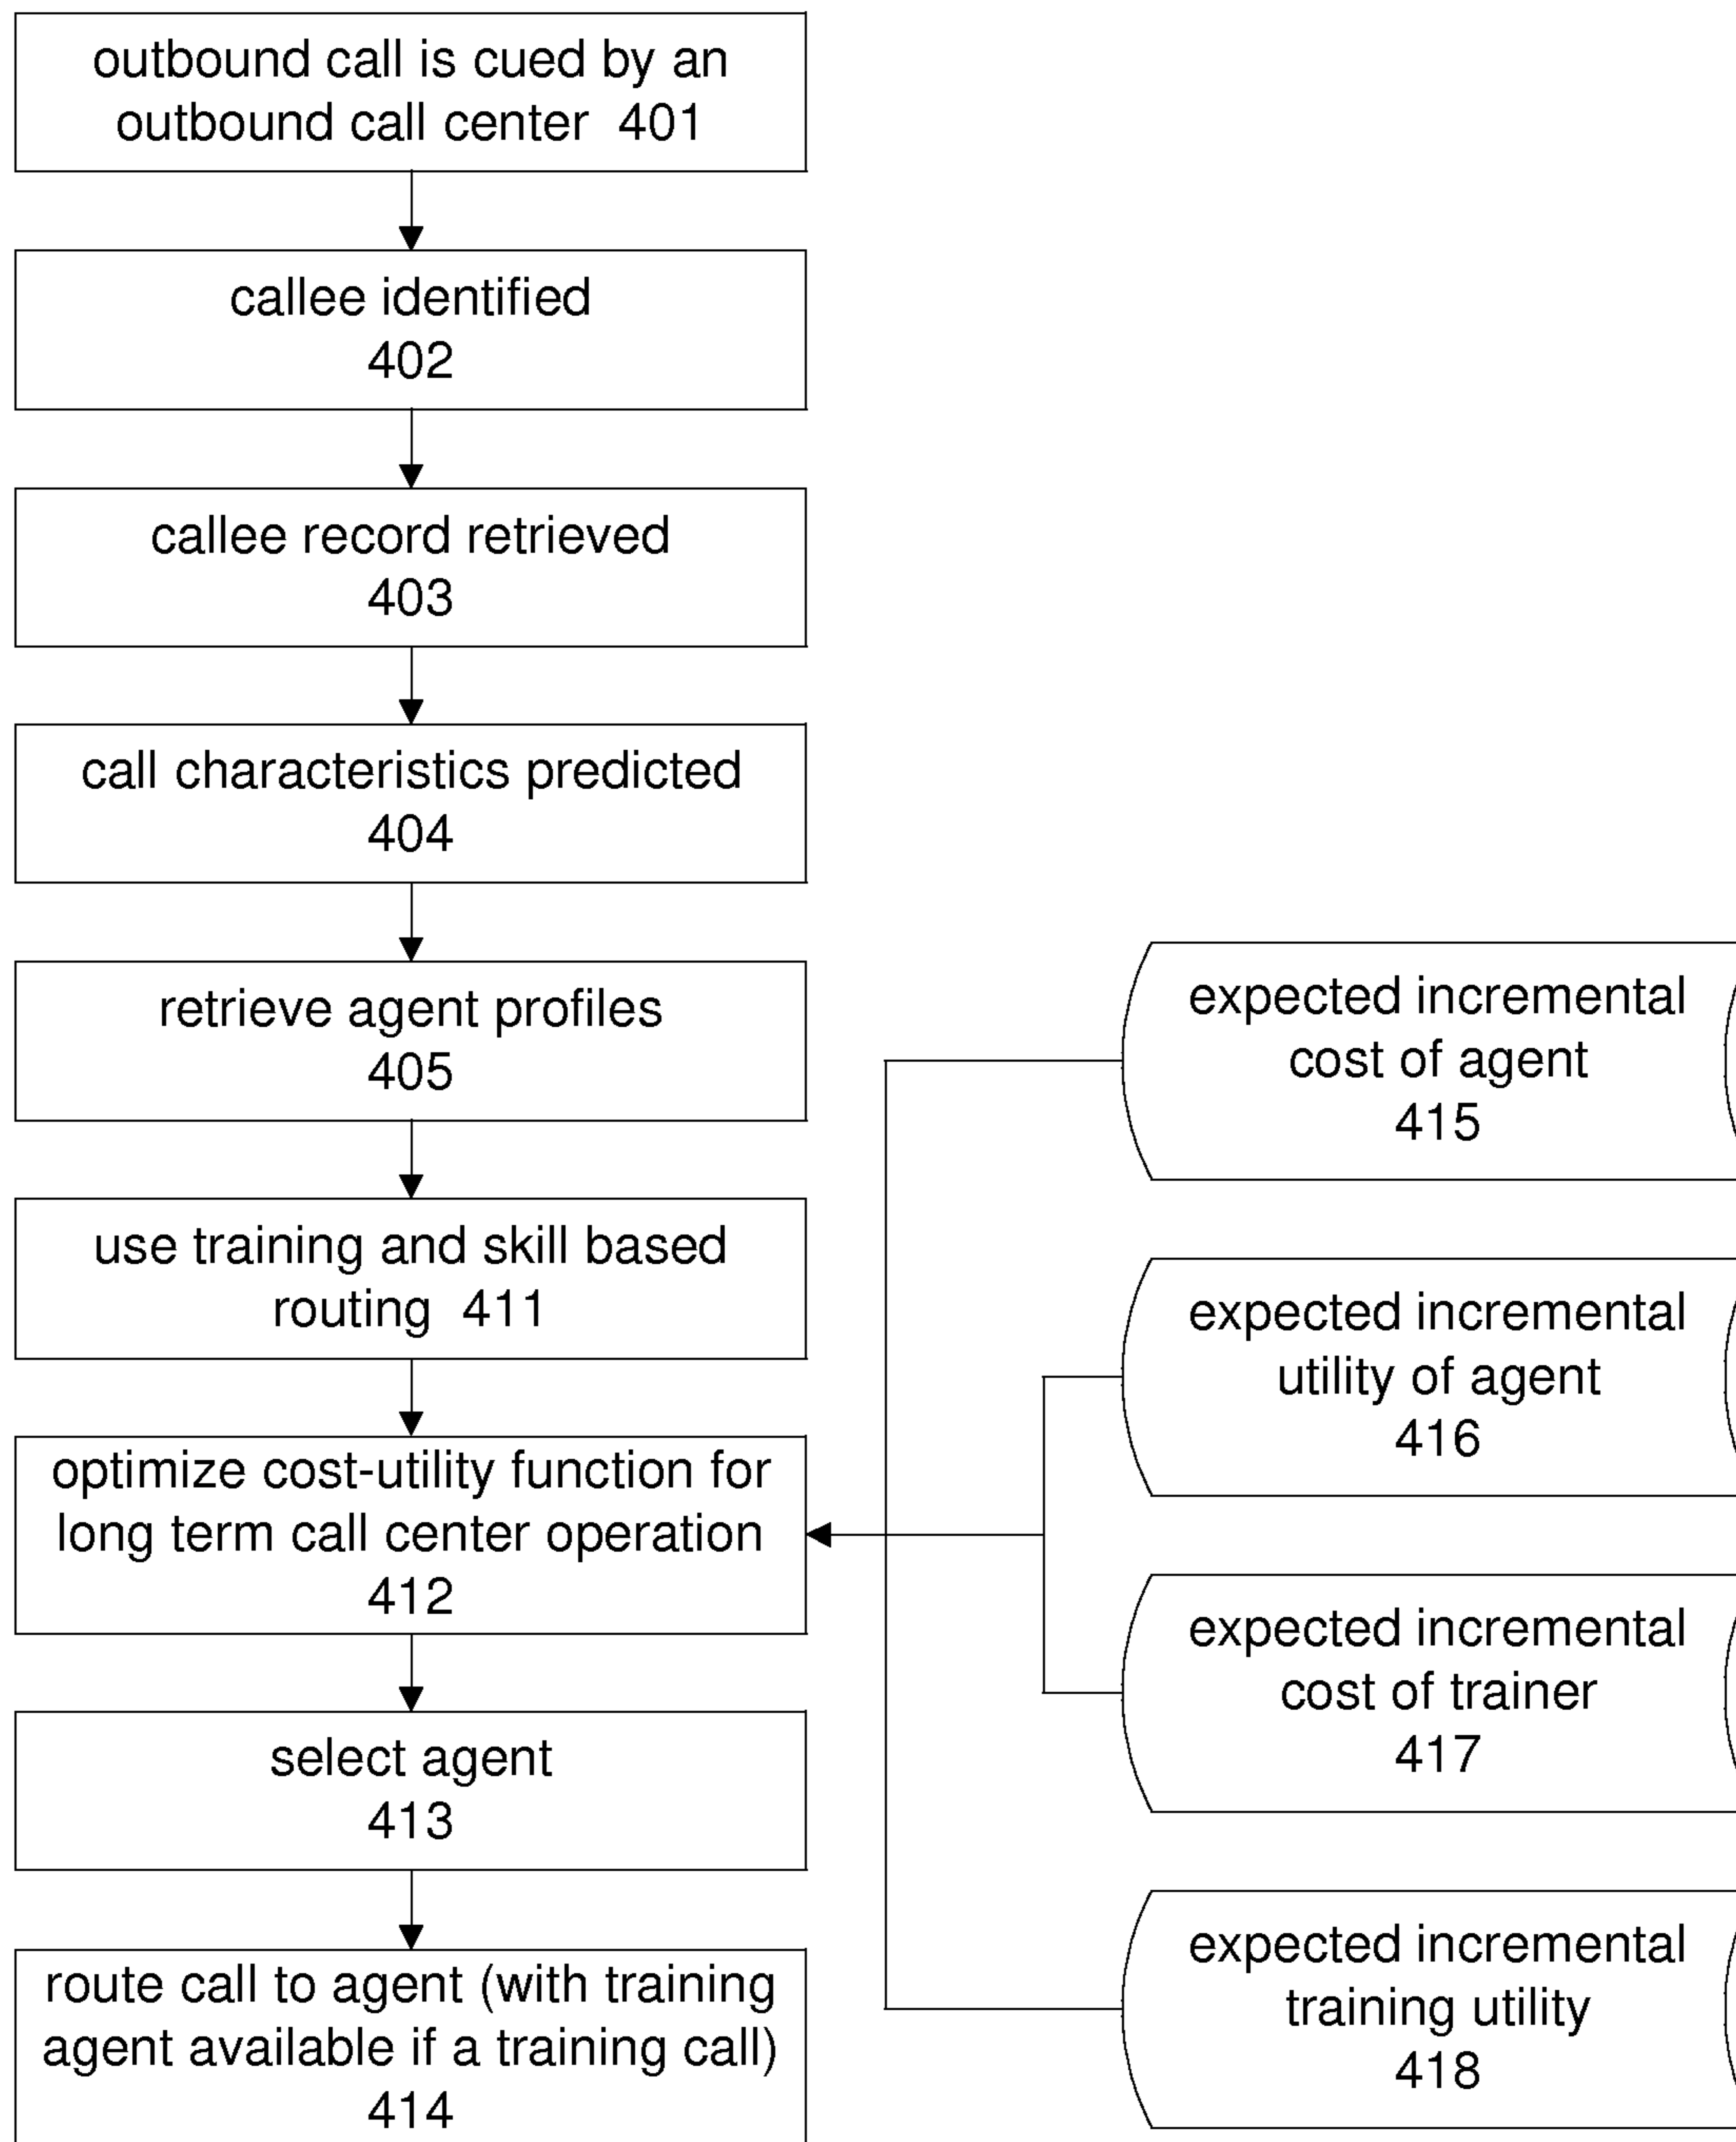 outbound call is cued by an
outbound call center 401
callee identified
402
callee record retrieved
403
call characteristics predicted
404
retrieve agent profiles
405
use training and skill based
routing 411
optimize cost-utility function for
long term call center operation
412
select agent
413
route call to agent (with training
agent available if a training call)
414
expected incremental
cost of agent
415
expected incremental
utility of agent
416
expected incremental
cost of trainer
417
expected incremental
training utility
418